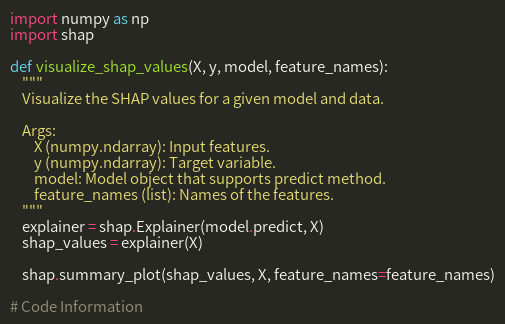 import numpy as np
import shap

def visualize_shap_values(X, y, model, feature_names):
    """
    Visualize the SHAP values for a given model and data.

    Args:
        X (numpy.ndarray): Input features.
        y (numpy.ndarray): Target variable.
        model: Model object that supports predict method.
        feature_names (list): Names of the features.
    """
    explainer = shap.Explainer(model.predict, X)
    shap_values = explainer(X)

    shap.summary_plot(shap_values, X, feature_names=feature_names)

# Code Information